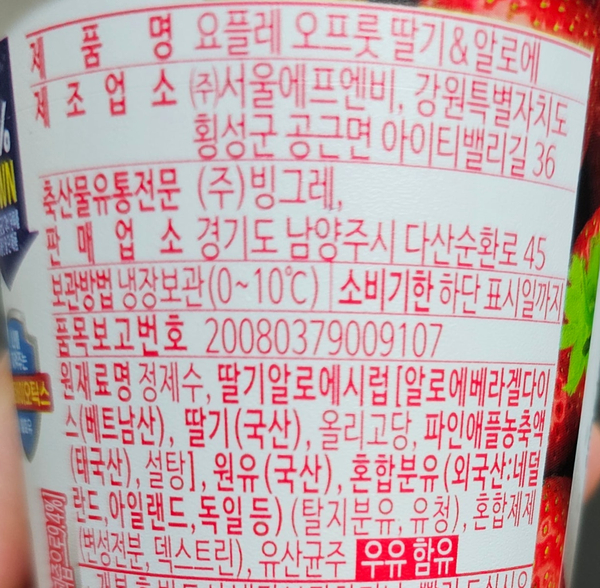 제 품 명 요플레 오프룻 딸기&알로에
제 조 업 소 (주)서울에프엔비, 강원특별자치도
횡성군 공근면 아이티밸리길 36
축산물유통전문 (주)빙그레,
판 매 업 소 경기도 남양주시 다산순환로 45
보관방법 냉장보관(0~10℃) 소비기한 하단 표시일까지
품목보고번호 20080379009107
원재료명 정제수, 딸기알로에시럽[알로에베라겔다이
스(베트남산), 딸기(국산), 올리고당, 파인애플농축액
(태국산), 설탕], 원유(국산), 혼합분유(외국산:네덜
란드,아일랜드,독일 등)(탈지분유, 유청), 혼합제제
(변성전분, 덱스트린), 유산균주 우유 함유